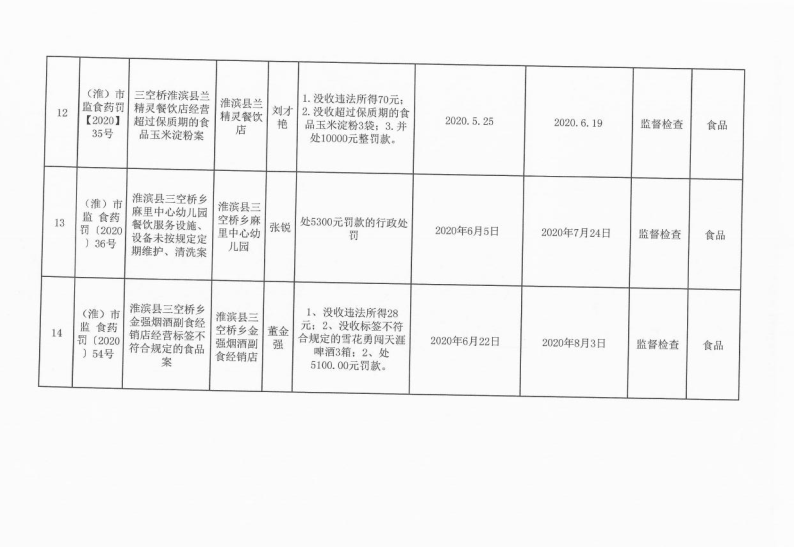 12
（淮）市
监食药罚
【2020】
35号
三空桥淮滨县兰
精灵餐饮店经营
超过保质期的食
品玉米淀粉案
淮滨县兰
精灵餐饮
店
刘才
艳
1.没收违法所得70元；
2.没收超过保质期的食
品玉米淀粉3袋；3.并
处10000元整罚款。
2020.5.25
2020.6.19
监督检查
食品
13
（淮）市
监 食药
罚〔2020
〕36号
淮滨县三空桥乡
麻里中心幼儿园
餐饮服务设施、
设备未按规定定
期维护、清洗案
淮滨县三
空桥乡麻
里中心幼
儿园
张锐
处5300元罚款的行政处
罚
2020年6月5日
2020年7月24日
监督检查
食品
14
（淮）市
监 食药
罚〔2020
〕54号
淮滨县三空桥乡
金强烟酒副食经
销店经营标签不
符合规定的食品
案
淮滨县三
空桥乡金
强烟酒副
食经销店
董金
强
1、没收违法所得28
元；2、没收标签不符
合规定的雪花勇闯天涯
啤酒3箱；2、处
5100.00元罚款。
2020年6月22日
2020年8月3日
监督检查
食品